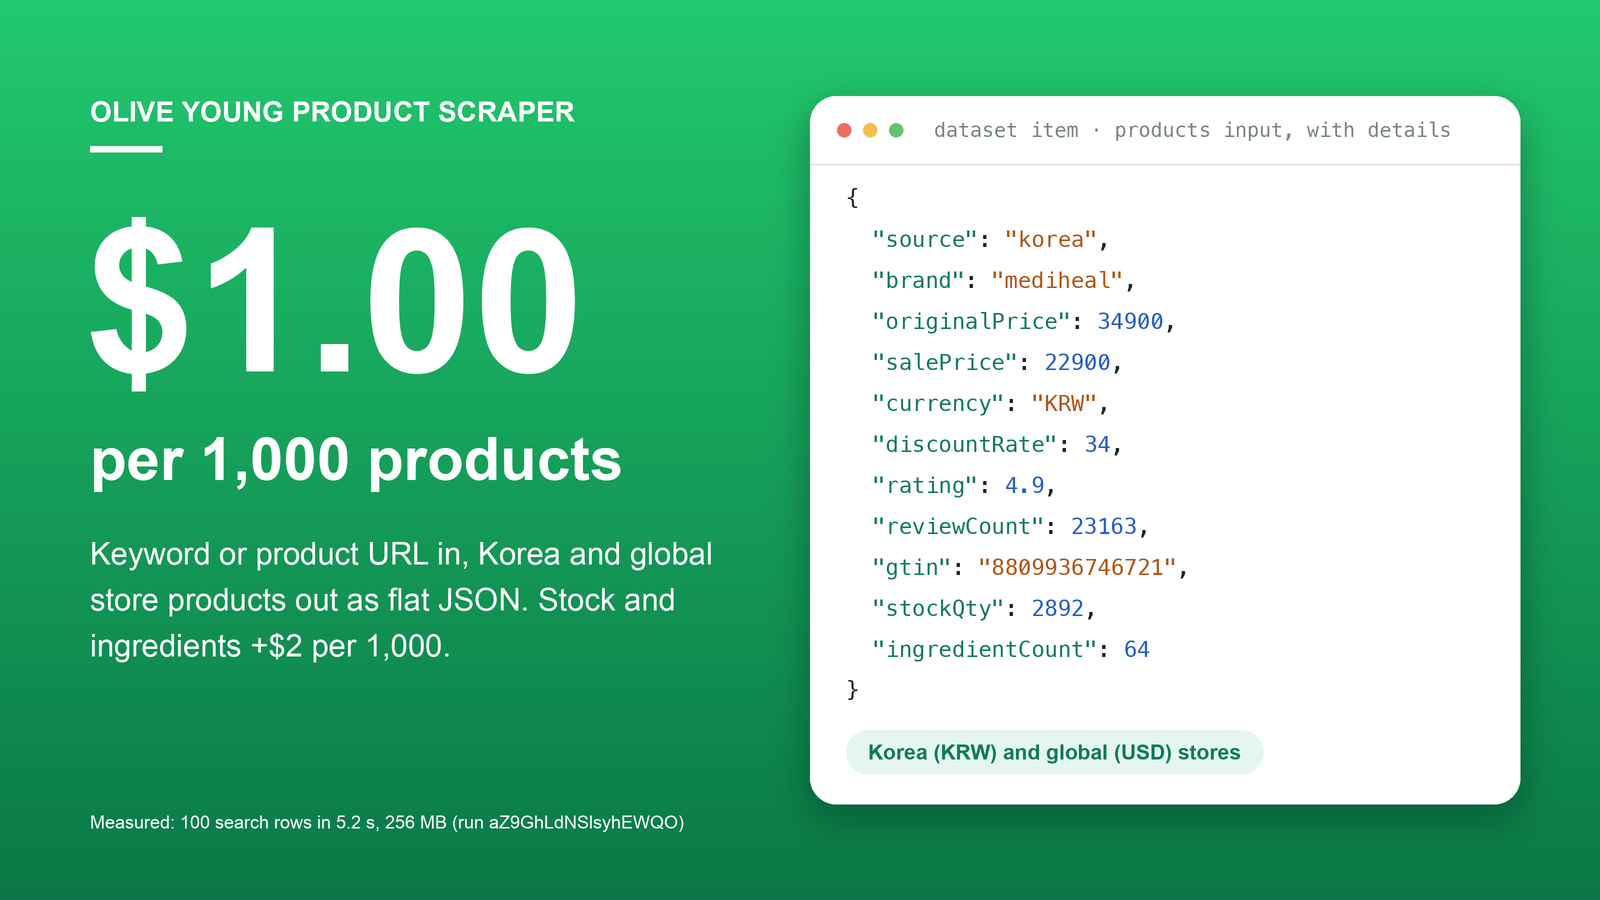 OLIVE YOUNG PRODUCT SCRAPER
$1.00
per 1,000 products
Keyword or product URL in, Korea and global
store products out as flat JSON. Stock and
ingredients +$2 per 1,000.
Measured: 100 search rows in 5.2 s, 256 MB (run aZ9GhLdNSlsyhEWQO)
dataset item · products input, with details
{
"source": "korea",
"brand": "mediheal",
"originalPrice": 34900,
"salePrice": 22900,
"currency": "KRW",
"discountRate": 34,
"rating": 4.9,
"reviewCount": 23163,
"gtin": "8809936746721",
"stockQty": 2892,
"ingredientCount": 64
}
Korea (KRW) and global (USD) stores